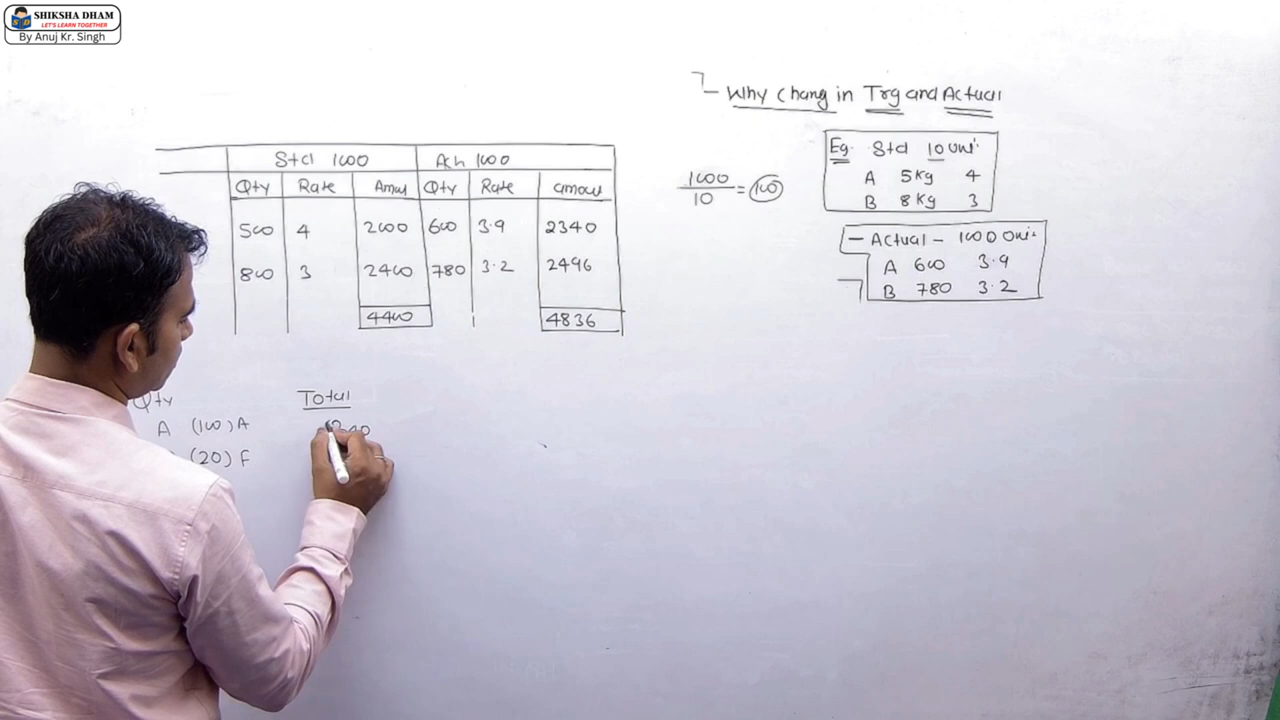 SHIKSHA DHAM
LET'S LEARN TOGETHER
By Anuj Kr. Singh
Why Chang in Trg and Actual
Std 1000 Ach 1000
Qty Rate Amou Qty Rate amou
500 4 2000 600 3.9 2340
800 3 2400 780 3.2 2496
4400 4836
1000/10 = 100
Eg. Std 10 Uni.
A 5 Kg 4
B 8 Kg 3
- Actual - 1000 Uni.
A 600 3.9
B 780 3.2
Qty Total
A (100) A
(20) F